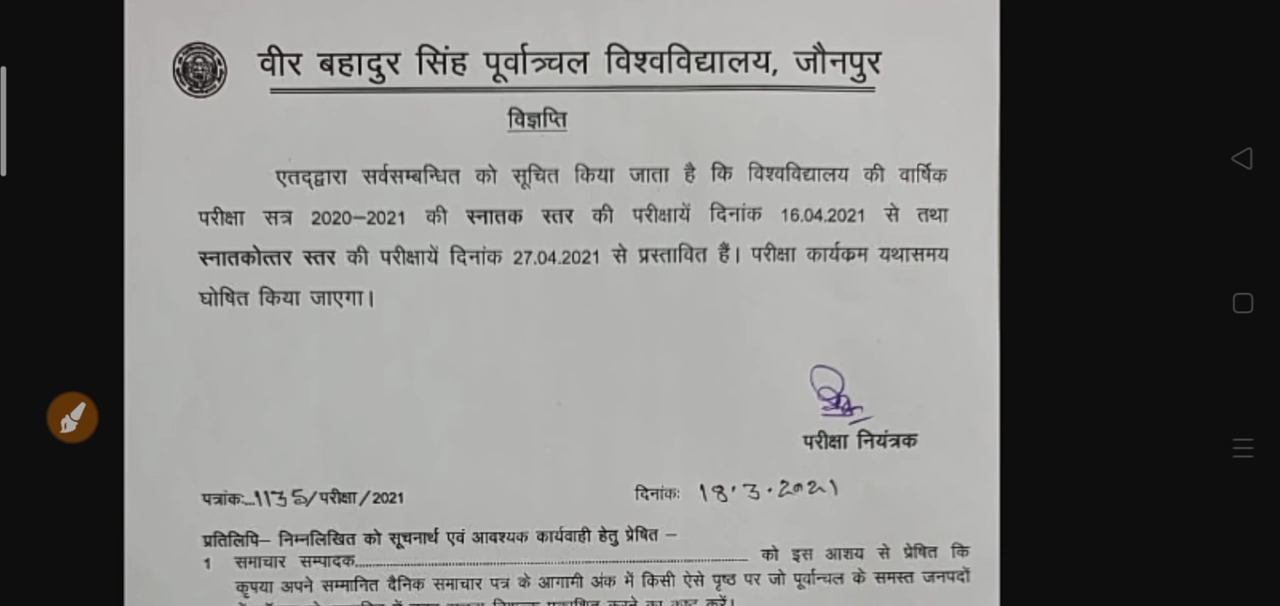 वीर बहादुर सिंह पूर्वाञ्चल विश्वविद्यालय, जौनपुर
विज्ञप्ति
एतद्द्वारा सर्वसम्बन्धित को सूचित किया जाता है कि विश्वविद्यालय की वार्षिक
परीक्षा सत्र 2020–2021 की स्नातक स्तर की परीक्षायें दिनांक 16.04.2021 से तथा
स्नातकोत्तर स्तर की परीक्षायें दिनांक 27.04.2021 से प्रस्तावित हैं। परीक्षा कार्यकम यथासमय
घोषित किया जाएगा।
परीक्षा नियंत्रक
पत्रांकः...1135/परीक्षा/2021 दिनांकः 18.3.2021
प्रतिलिपि– निम्नलिखित को सूचनार्थ एवं आवश्यक कार्यवाही हेतु प्रेषित –
1 समाचार सम्पादक........................ को इस आशय से प्रेषित कि
कृपया अपने सम्मानित दैनिक समाचार पत्र के आगामी अंक में किसी ऐसे पृष्ठ पर जो पूर्वान्चल के समस्त जनपदों